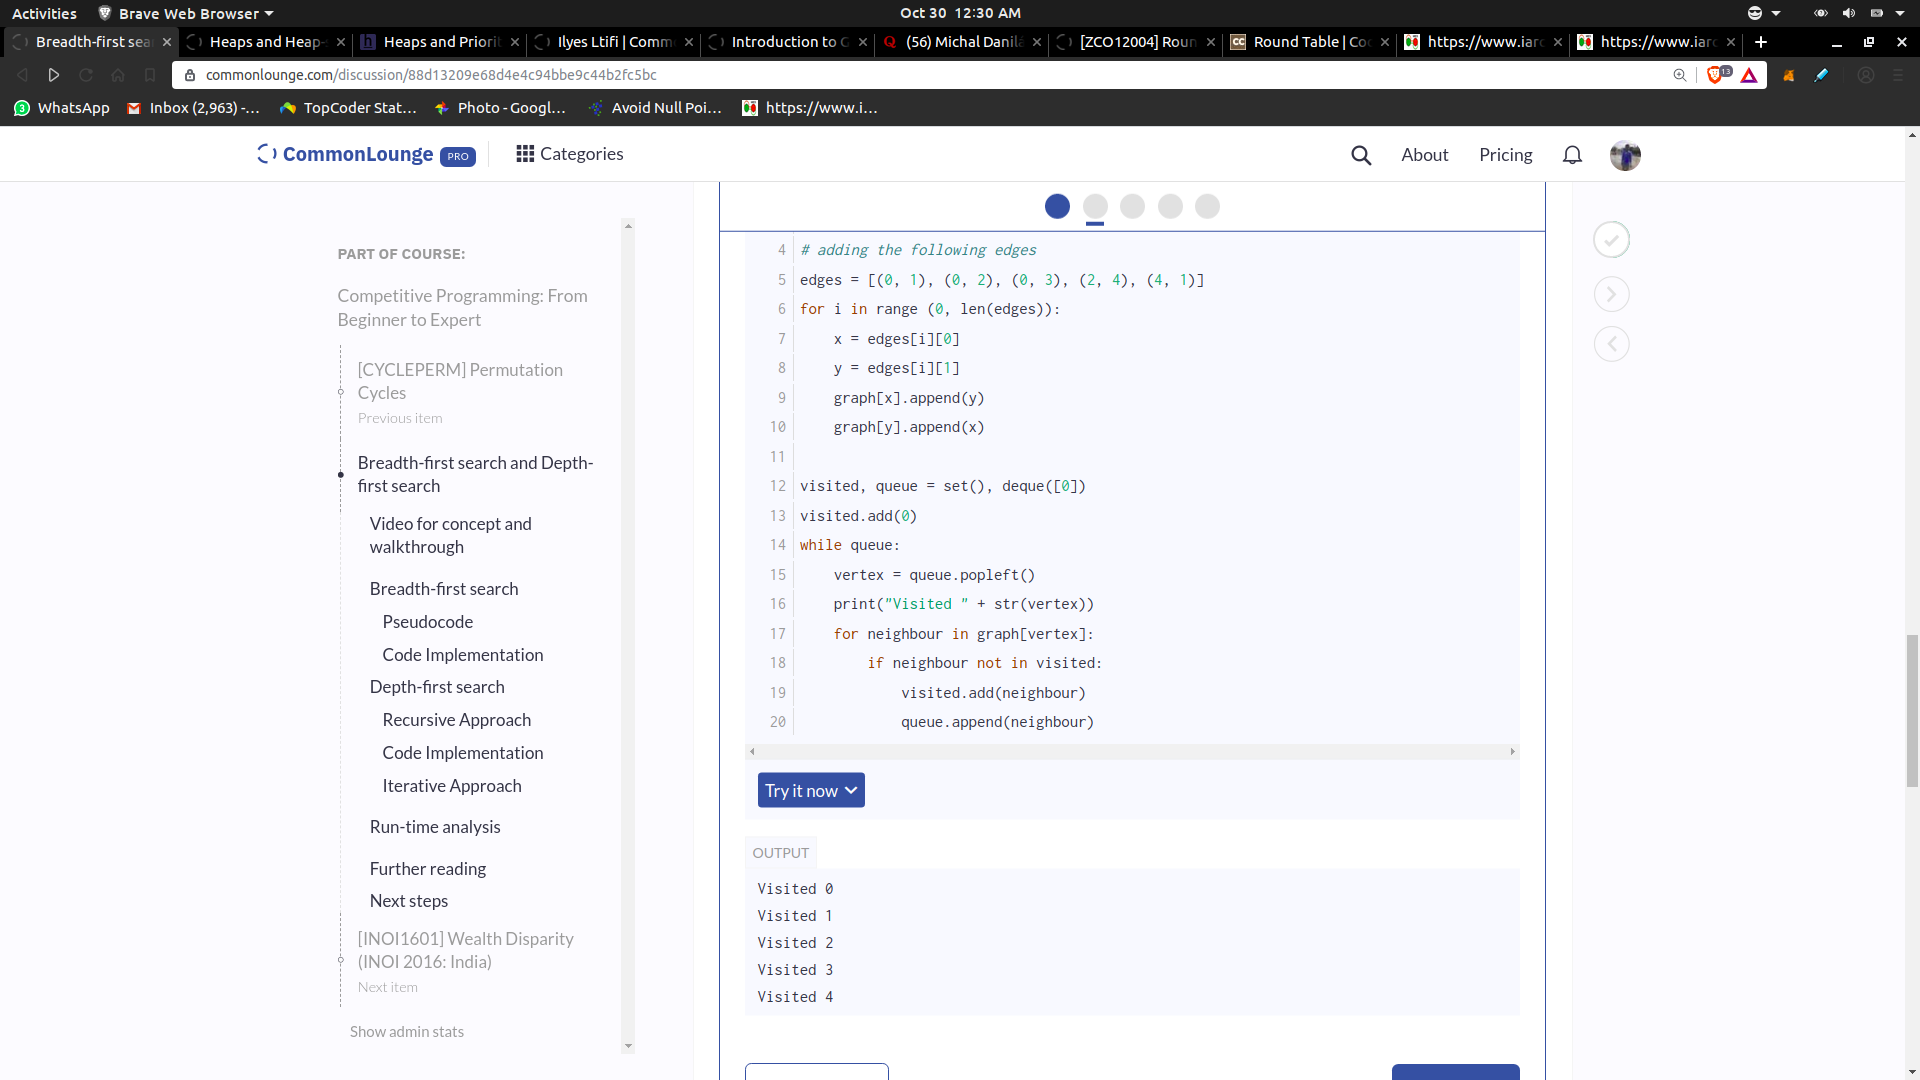 Activities
Brave Web Browser
Oct 30 12:30 AM
Breadth-first sear
Heaps and Heap-
Heaps and Priorit
Ilyes Ltifi | Comm
Introduction to G
(56) Michal Danilá
[ZCO12004] Roun
Round Table | Co
https://www.iarc
https://www.iarc
commonlounge.com/discussion/88d13209e68d4e4c94bbe9c44b2fc5bc
13
WhatsApp
Inbox (2,963) -...
TopCoder Stat...
Photo - Googl...
Avoid Null Poi...
https://www.i...
CommonLounge PRO
Categories
About
Pricing
PART OF COURSE:
Competitive Programming: From
Beginner to Expert
[CYCLEPERM] Permutation
Cycles
Previous item
Breadth-first search and Depth-
first search
Video for concept and
walkthrough
Breadth-first search
Pseudocode
Code Implementation
Depth-first search
Recursive Approach
Code Implementation
Iterative Approach
Run-time analysis
Further reading
Next steps
[INOI1601] Wealth Disparity
(INOI 2016: India)
Next item
Show admin stats
4 # adding the following edges
5 edges = [(0, 1), (0, 2), (0, 3), (2, 4), (4, 1)]
6 for i in range (0, len(edges)):
7     x = edges[i][0]
8     y = edges[i][1]
9     graph[x].append(y)
10     graph[y].append(x)
11
12 visited, queue = set(), deque([0])
13 visited.add(0)
14 while queue:
15     vertex = queue.popleft()
16     print("Visited " + str(vertex))
17     for neighbour in graph[vertex]:
18         if neighbour not in visited:
19             visited.add(neighbour)
20             queue.append(neighbour)
Try it now
OUTPUT
Visited 0
Visited 1
Visited 2
Visited 3
Visited 4